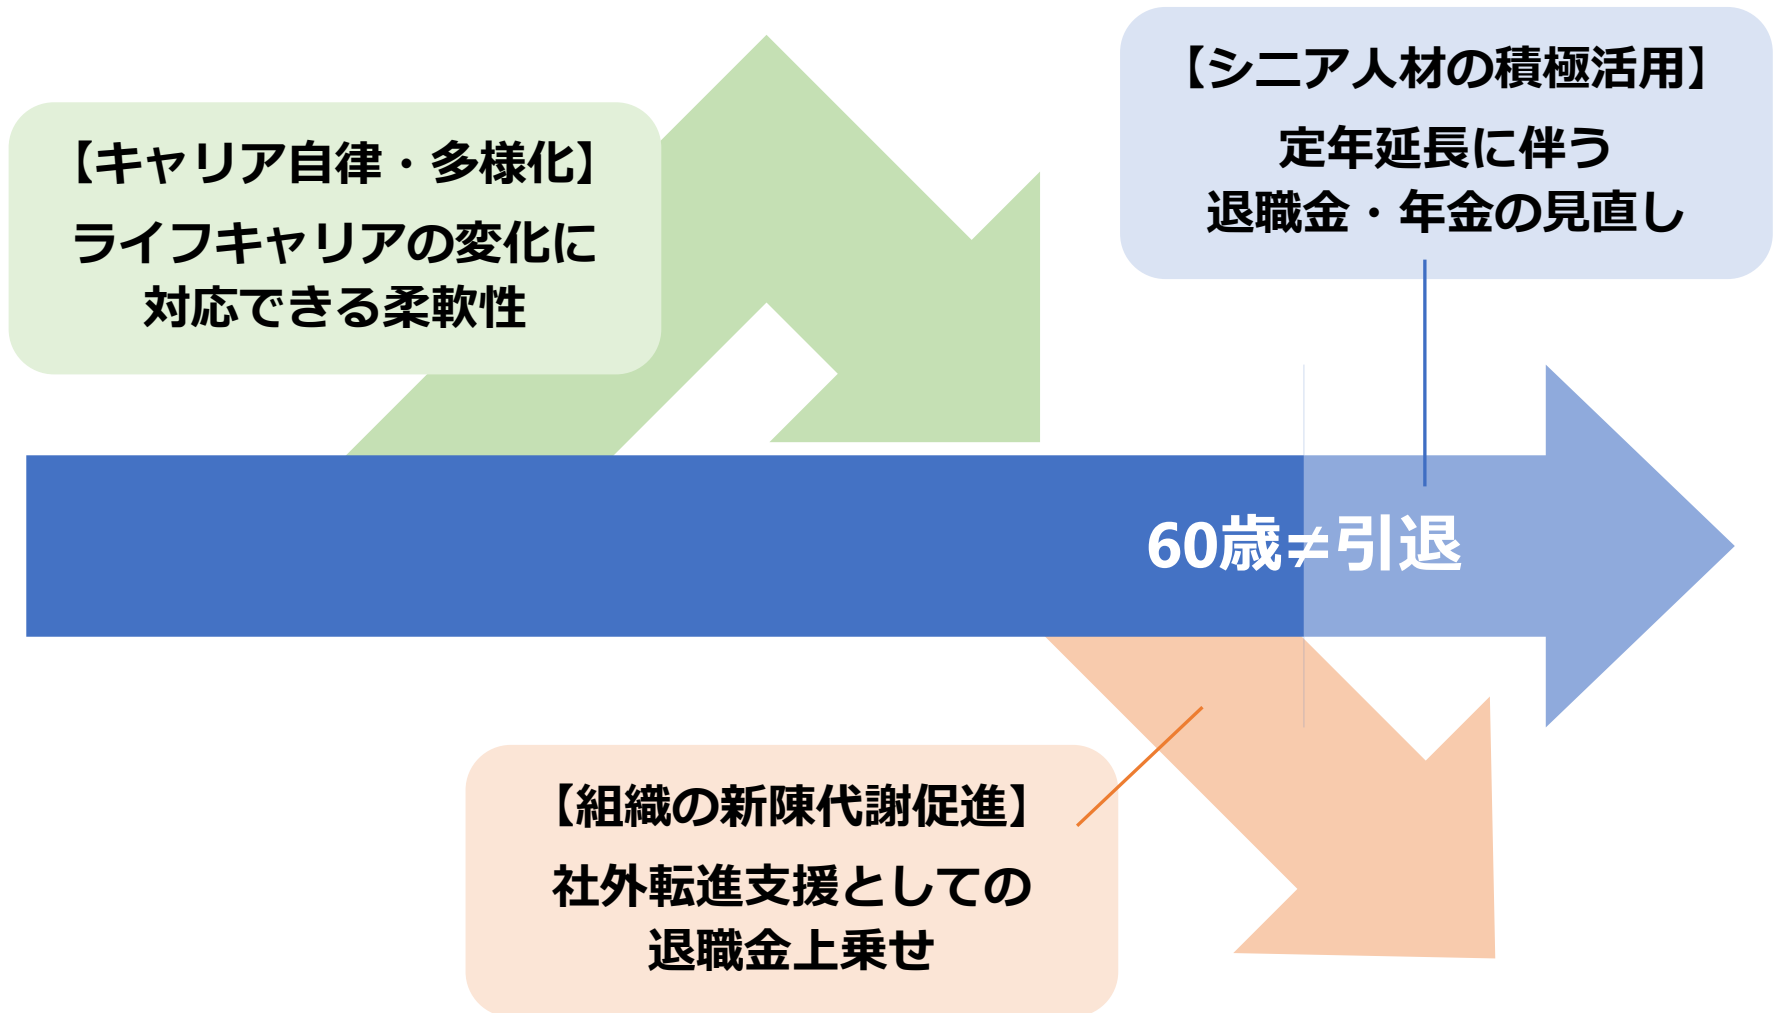 【キャリア自律・多様化】
ライフキャリアの変化に
対応できる柔軟性
【シニア人材の積極活用】
定年延長に伴う
退職金・年金の見直し
60歳≠引退
【組織の新陳代謝促進】
社外転進支援としての
退職金上乗せ